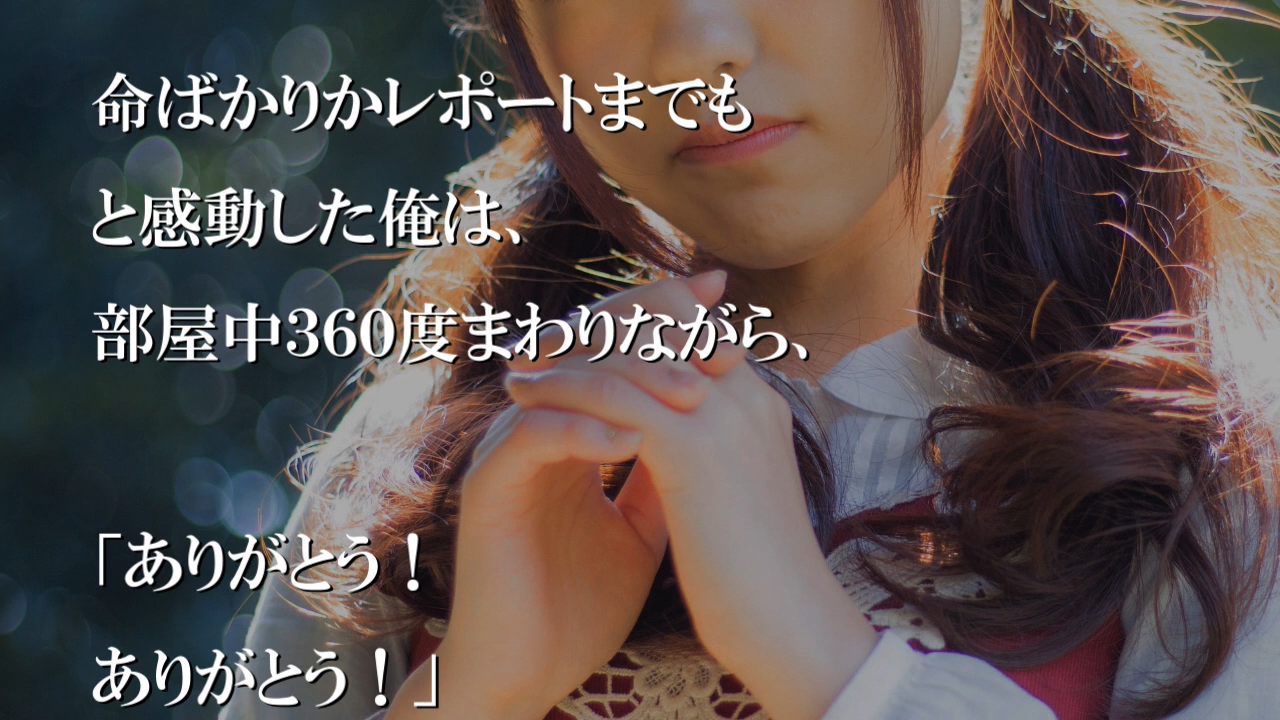 命ばかりかレポートまでも
と感動した俺は、
部屋中360度まわりながら、
「ありがとう！
ありがとう！」